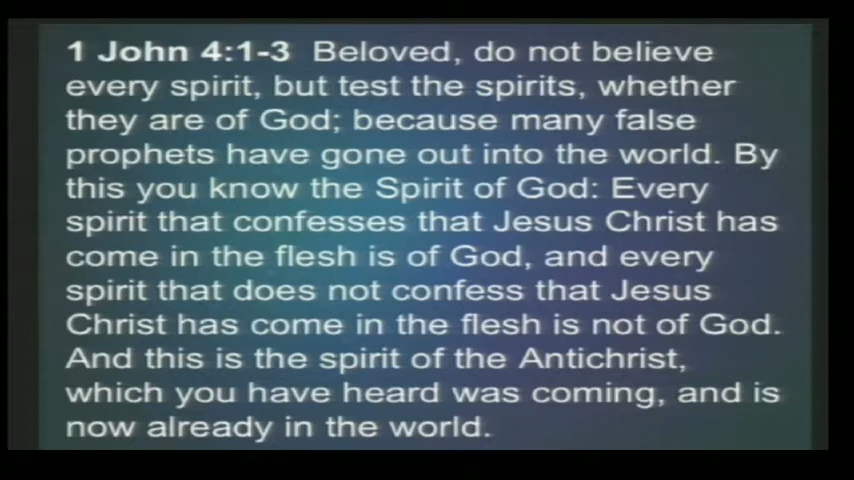 1 John 4:1-3 Beloved, do not believe
every spirit, but test the spirits, whether
they are of God; because many false
prophets have gone out into the world. By
this you know the Spirit of God: Every
spirit that confesses that Jesus Christ has
come in the flesh is of God, and every
spirit that does not confess that Jesus
Christ has come in the flesh is not of God.
And this is the spirit of the Antichrist,
which you have heard was coming, and is
now already in the world.